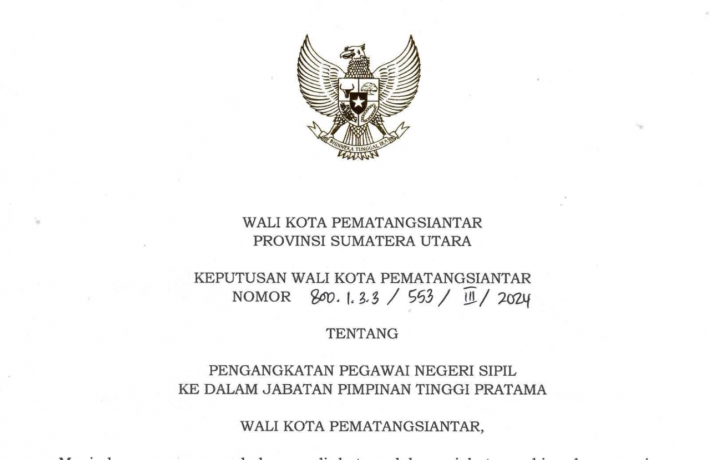 BHINNEKA TUNGGAL IKA
WALI KOTA PEMATANGSIANTAR
PROVINSI SUMATERA UTARA
KEPUTUSAN WALI KOTA PEMATANGSIANTAR
NOMOR 800.1.3.3 / 553 / III / 2024
TENTANG
PENGANGKATAN PEGAWAI NEGERI SIPIL
KE DALAM JABATAN PIMPINAN TINGGI PRATAMA
WALI KOTA PEMATANGSIANTAR,